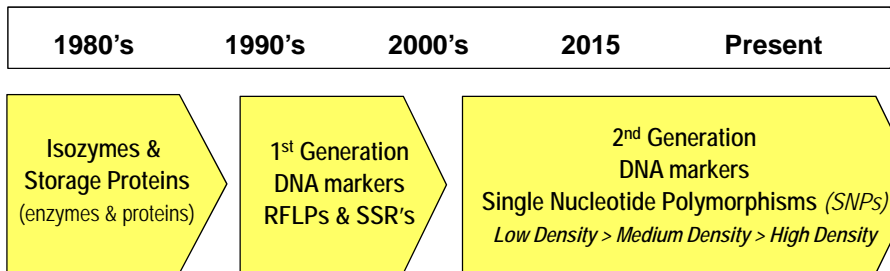 1980's 1990's 2000's 2015 Present
Isozymes &
Storage Proteins
(enzymes & proteins)
1st Generation
DNA markers
RFLPs & SSR's
2nd Generation
DNA markers
Single Nucleotide Polymorphisms (SNPs)
Low Density > Medium Density > High Density